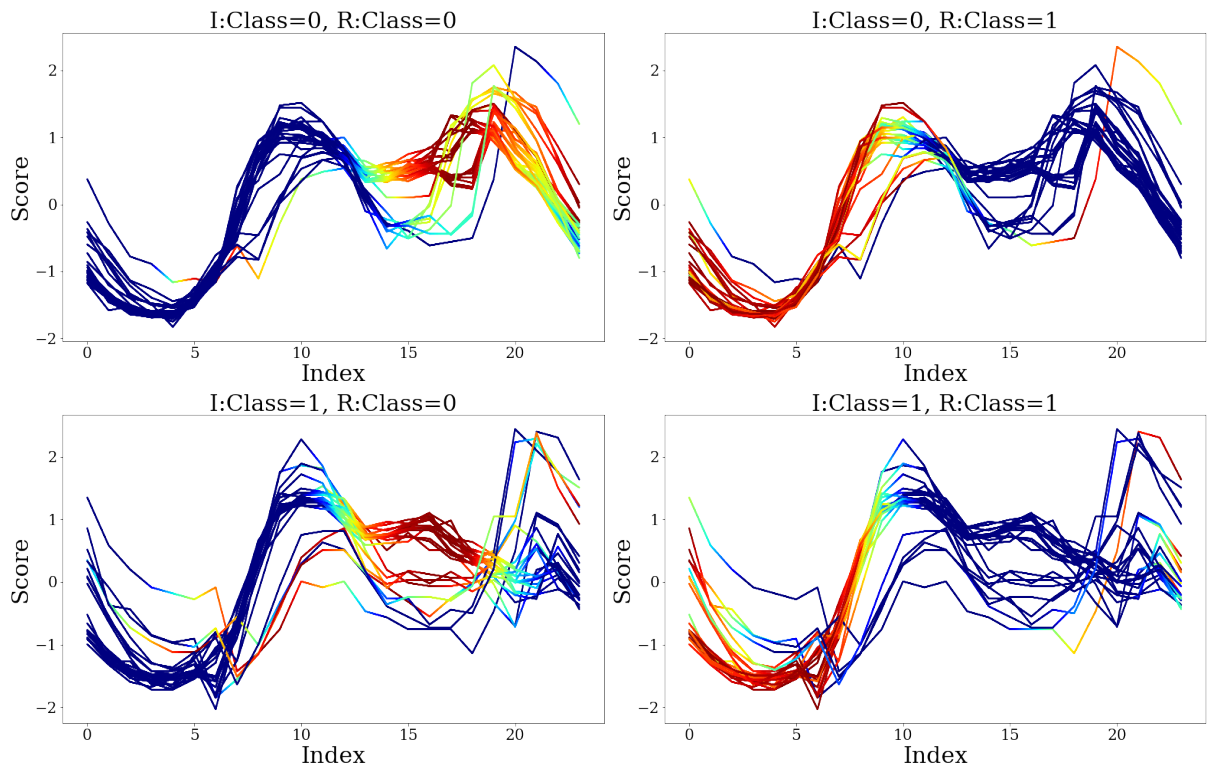 I:Class=0, R:Class=0
Score
2
1
0
−1
−2
0 5 10 15 20
Index
I:Class=0, R:Class=1
Score
2
1
0
−1
−2
0 5 10 15 20
Index
I:Class=1, R:Class=0
Score
2
1
0
−1
−2
0 5 10 15 20
Index
I:Class=1, R:Class=1
Score
2
1
0
−1
−2
0 5 10 15 20
Index